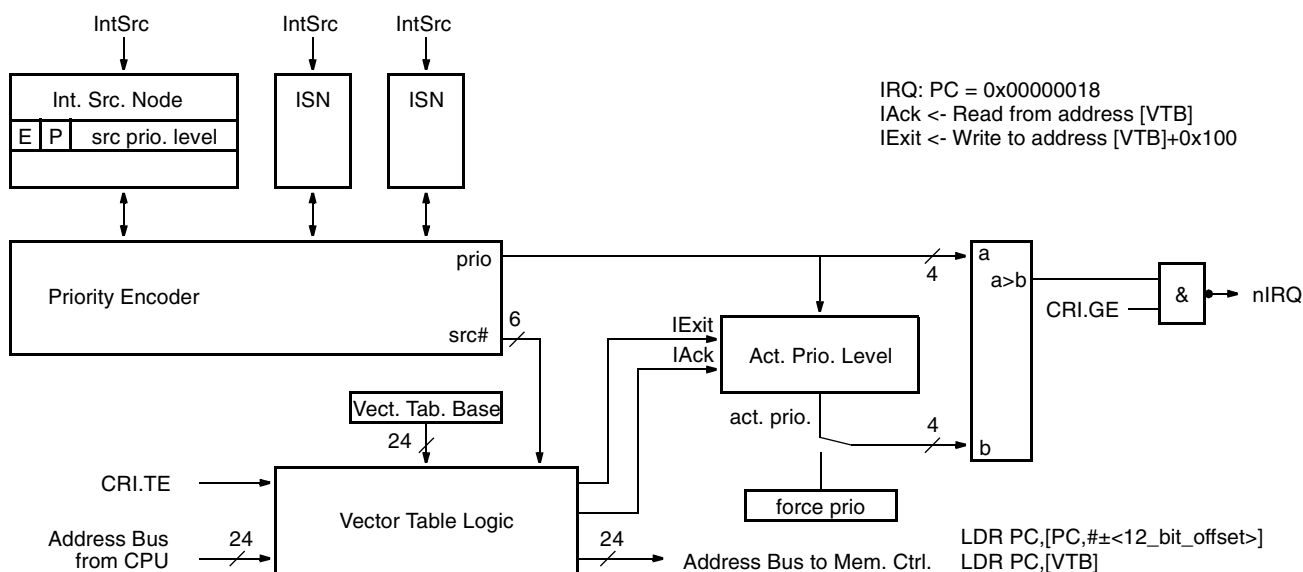 IntSrc IntSrc IntSrc
Int. Src. Node
ISN
ISN
E P src prio. level
IRQ: PC = 0x00000018
IAck <- Read from address [VTB]
IExit <- Write to address [VTB]+0x100
prio
4
a
a>b
Priority Encoder
CRI.GE
&
nIRQ
src#
6
IExit
IAck
Act. Prio. Level
Vect. Tab. Base
24
act. prio.
4
b
CRI.TE
Vector Table Logic
force prio
Address Bus
from CPU
24
24
Address Bus to Mem. Ctrl.
LDR PC,[PC,#±<12_bit_offset>]
LDR PC,[VTB]